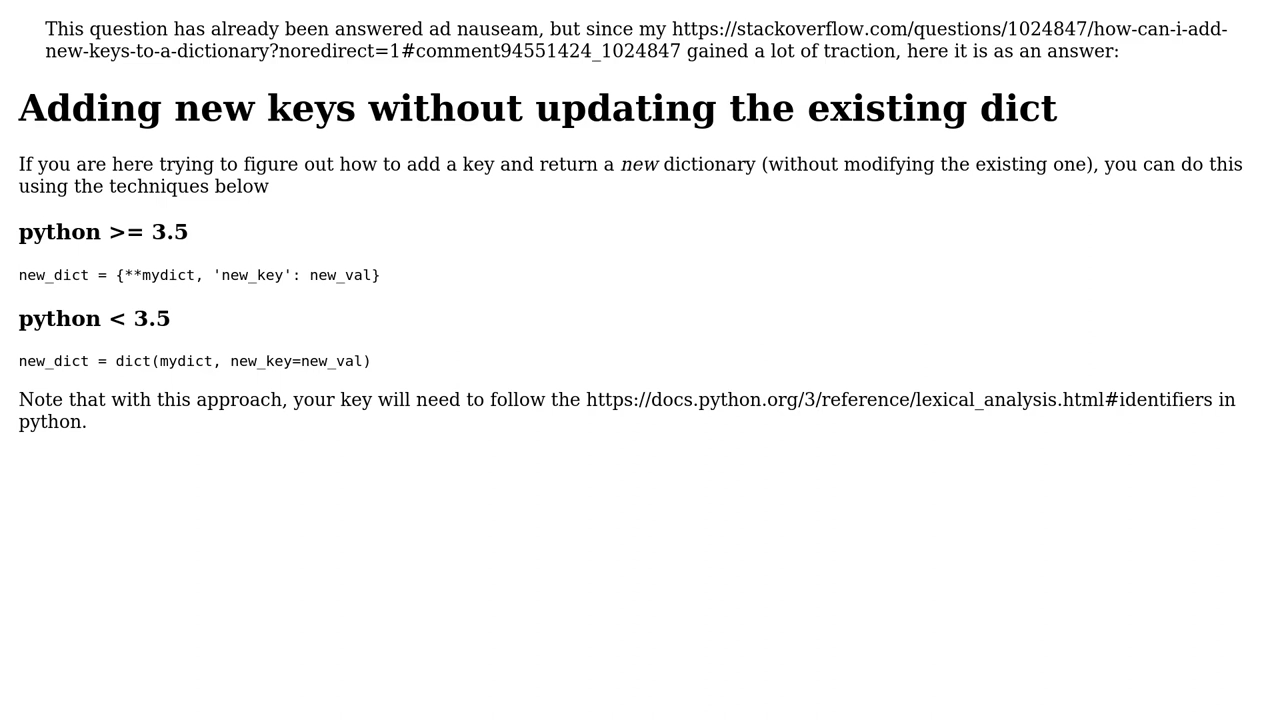 This question has already been answered ad nauseam, but since my https://stackoverflow.com/questions/1024847/how-can-i-add-
new-keys-to-a-dictionary?noredirect=1#comment94551424_1024847 gained a lot of traction, here it is as an answer:
Adding new keys without updating the existing dict
If you are here trying to figure out how to add a key and return a new dictionary (without modifying the existing one), you can do this
using the techniques below
python >= 3.5
new_dict = {**mydict, 'new_key': new_val}
python < 3.5
new_dict = dict(mydict, new_key=new_val)
Note that with this approach, your key will need to follow the https://docs.python.org/3/reference/lexical_analysis.html#identifiers in
python.